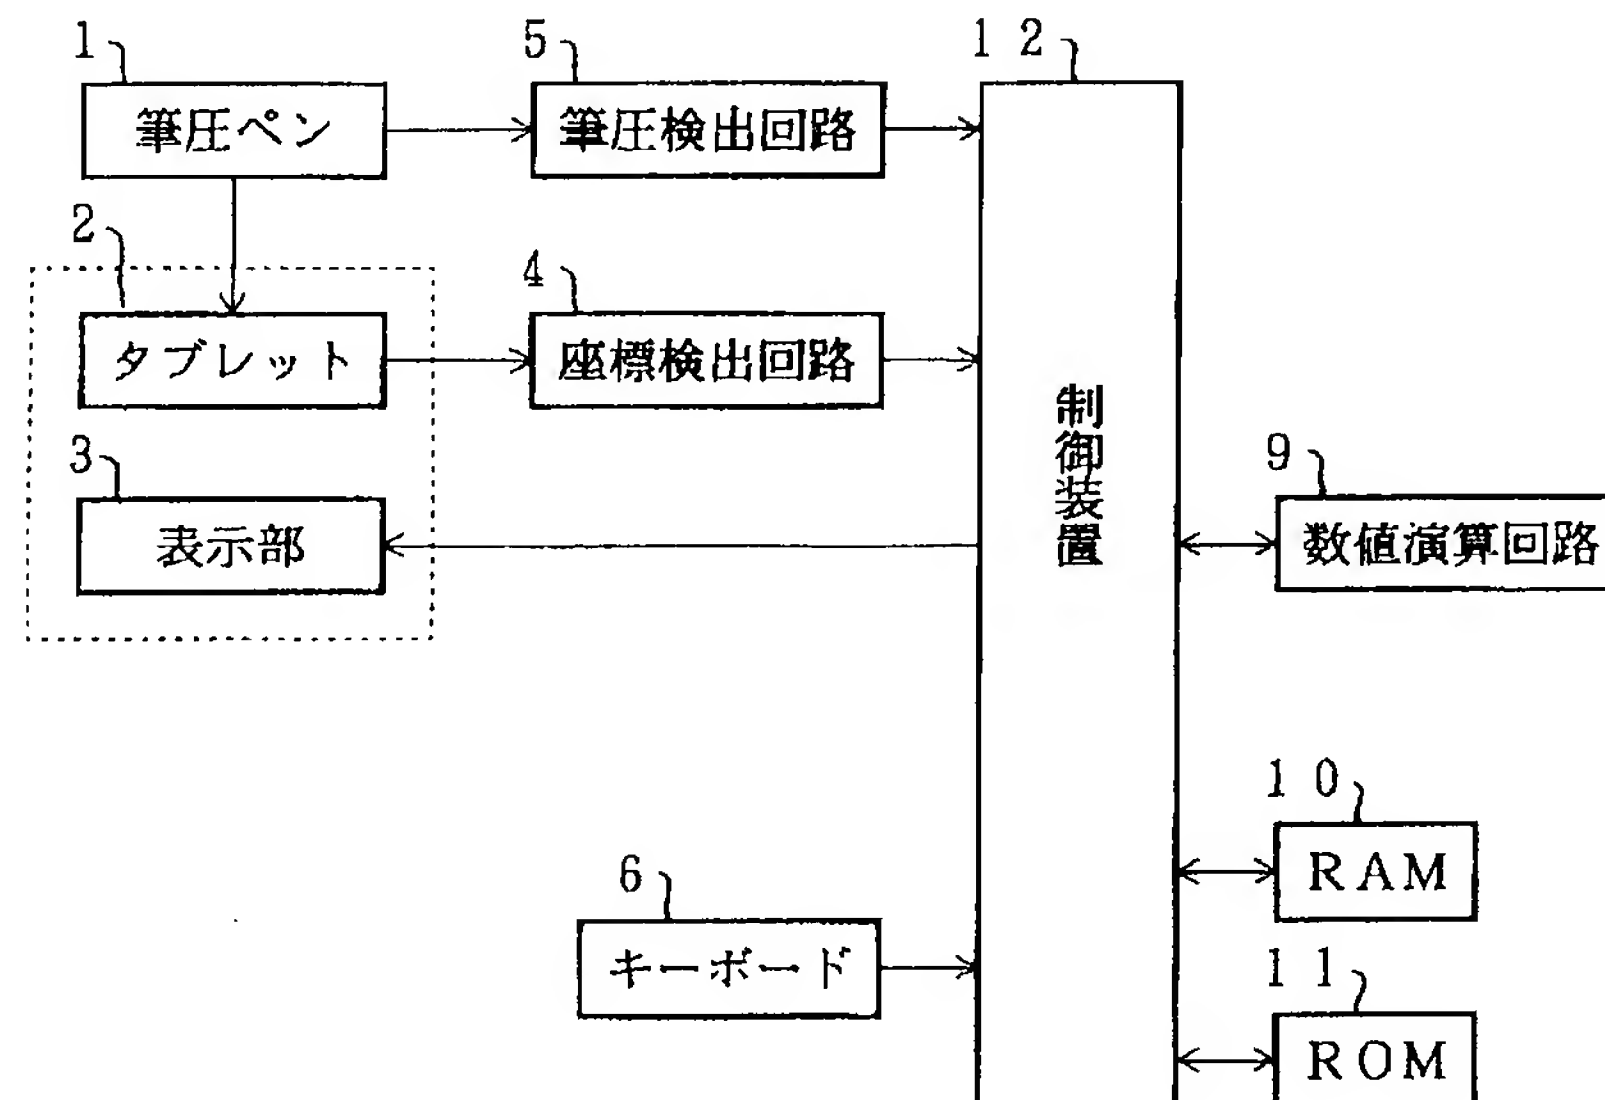 1
5
12
筆圧ペン
筆圧検出回路
2
4
タブレット
座標検出回路
制御装置
3
9
表示部
数値演算回路
10
RAM
6
キーボード
11
ROM